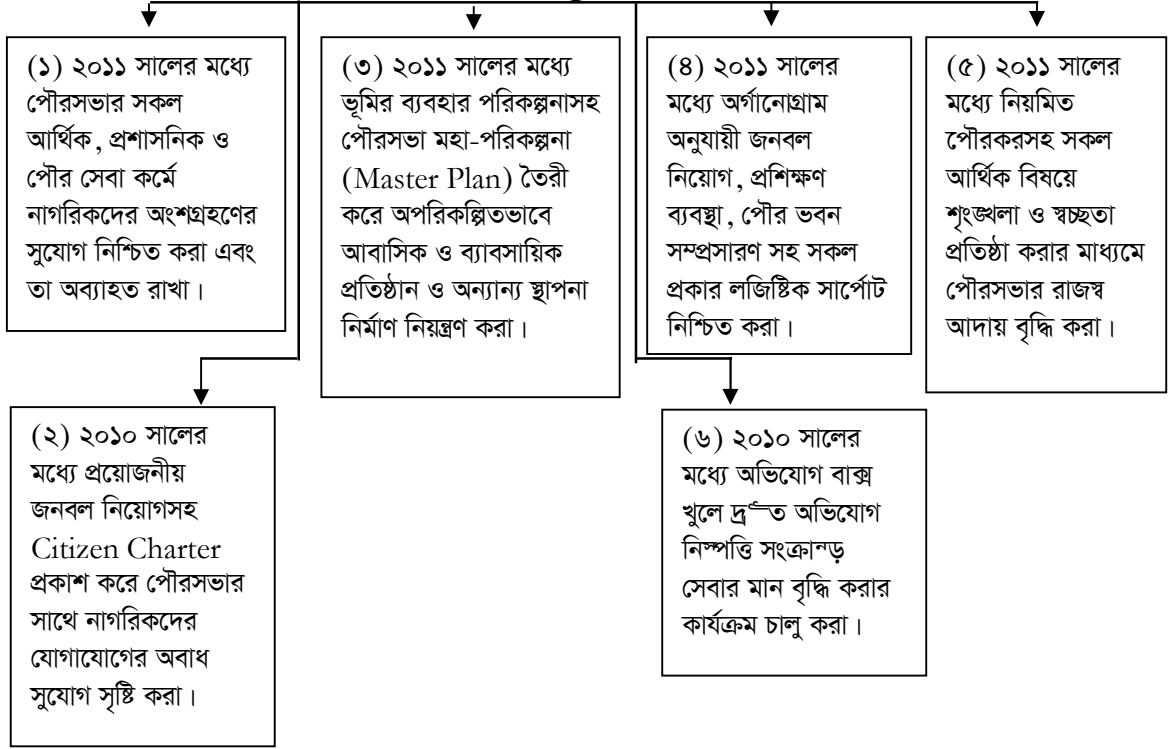 (১) ২০১১ সালের মধ্যে
পৌরসভার সকল
আর্থিক, প্রশাসনিক ও
পৌর সেবা কর্মে
নাগরিকদের অংশগ্রহণের
সুযোগ নিশ্চিত করা এবং
তা অব্যাহত রাখা।
(২) ২০১০ সালের
মধ্যে প্রয়োজনীয়
জনবল নিয়োগসহ
Citizen Charter
প্রকাশ করে পৌরসভার
সাথে নাগরিকদের
যোগাযোগের অবাধ
সুযোগ সৃষ্টি করা।
(৩) ২০১১ সালের মধ্যে
ভূমির ব্যবহার পরিকল্পনাসহ
পৌরসভা মহা-পরিকল্পনা
(Master Plan) তৈরী
করে অপরিকল্পিতভাবে
আবাসিক ও ব্যাবসায়িক
প্রতিষ্ঠান ও অন্যান্য স্থাপনা
নির্মাণ নিয়ন্ত্রণ করা।
(৪) ২০১১ সালের
মধ্যে অর্গানোগ্রাম
অনুযায়ী জনবল
নিয়োগ, প্রশিক্ষণ
ব্যবস্থা, পৌর ভবন
সম্প্রসারণ সহ সকল
প্রকার লজিষ্টিক সার্পোট
নিশ্চিত করা।
(৫) ২০১১ সালের
মধ্যে নিয়মিত
পৌরকরসহ সকল
আর্থিক বিষয়ে
শৃংঙ্খলা ও স্বচ্ছতা
প্রতিষ্ঠা করার মাধ্যমে
পৌরসভার রাজস্ব
আদায় বৃদ্ধি করা।
(৬) ২০১০ সালের
মধ্যে অভিযোগ বাক্স
খুলে দ্র“ত অভিযোগ
নিস্পত্তি সংক্রান্ড়
সেবার মান বৃদ্ধি করার
কার্যক্রম চালু করা।